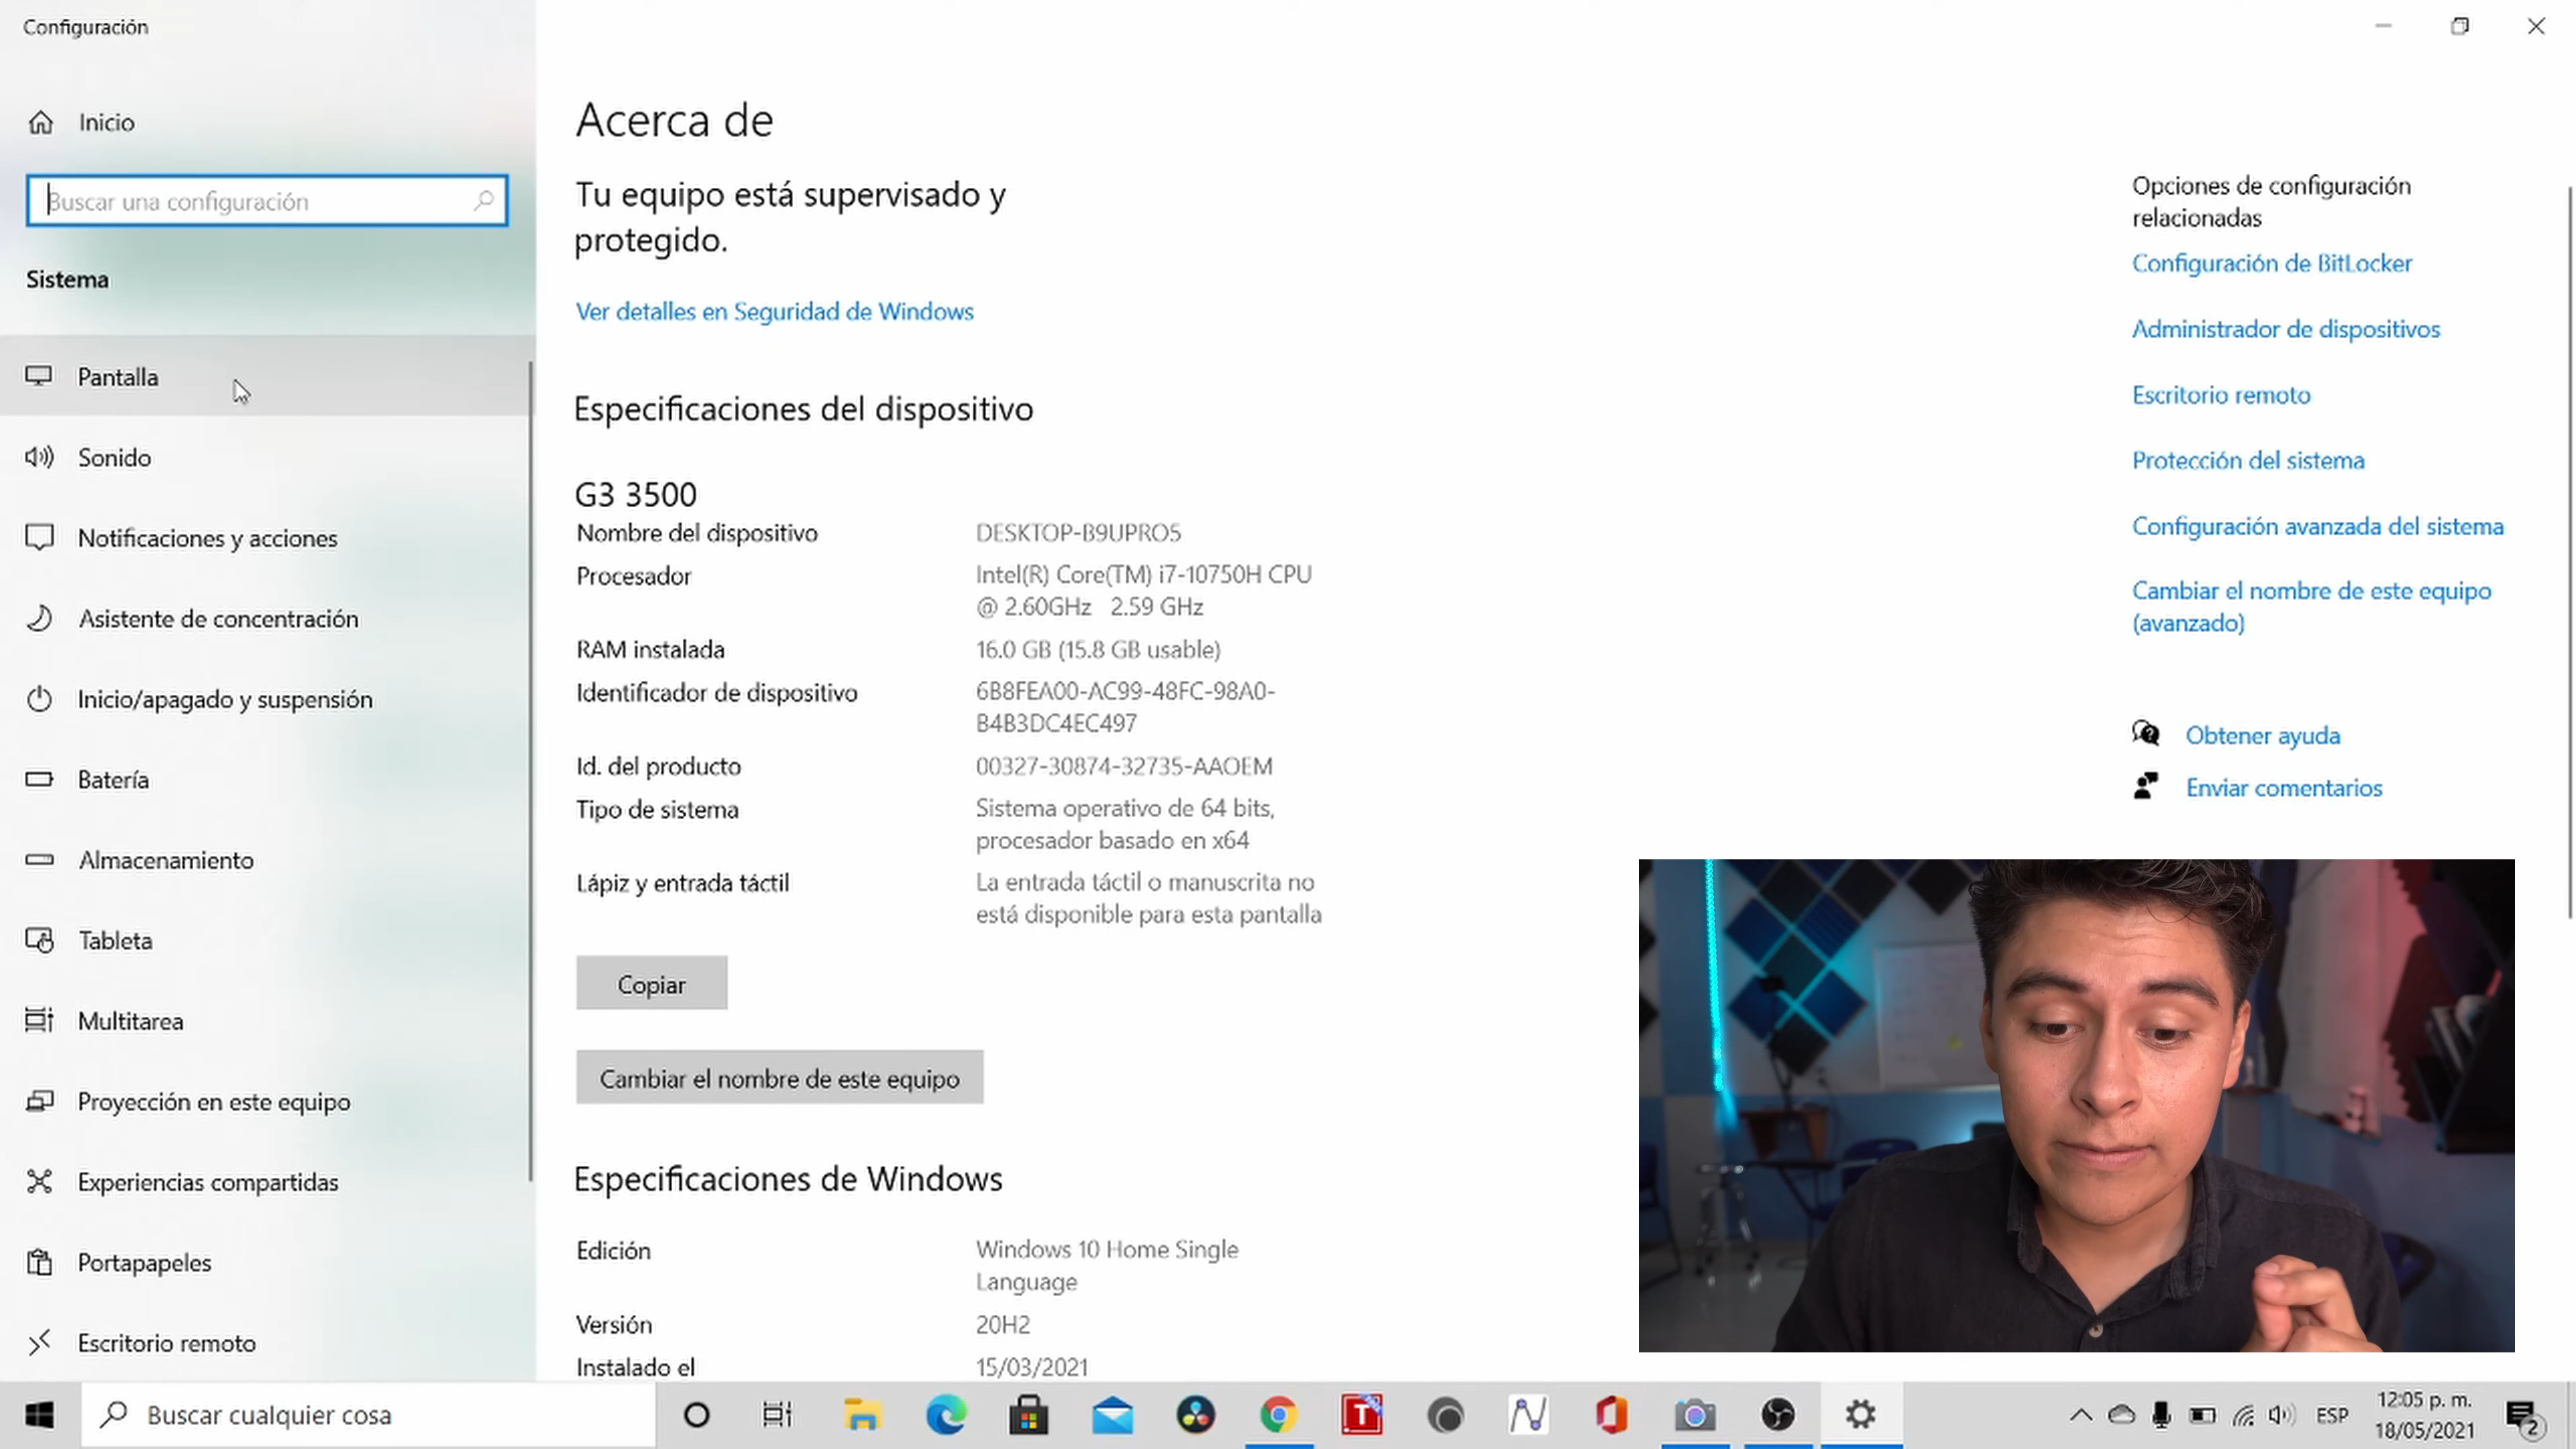 Configuración
Inicio
Buscar una configuración
Sistema
Pantalla
Sonido
Notificaciones y acciones
Asistente de concentración
Inicio/apagado y suspensión
Batería
Almacenamiento
Tableta
Multitarea
Proyección en este equipo
Experiencias compartidas
Portapapeles
Escritorio remoto
Acerca de
Tu equipo está supervisado y
protegido.
Ver detalles en Seguridad de Windows
Especificaciones del dispositivo
G3 3500
Nombre del dispositivo DESKTOP-B9UPRO5
Procesador Intel(R) Core(TM) i7-10750H CPU
@ 2.60GHz 2.59 GHz
RAM instalada 16.0 GB (15.8 GB usable)
Identificador de dispositivo 6B8FEA00-AC99-48FC-98A0-
B4B3DC4EC497
Id. del producto 00327-30874-32735-AAOEM
Tipo de sistema Sistema operativo de 64 bits,
procesador basado en x64
Lápiz y entrada táctil La entrada táctil o manuscrita no
está disponible para esta pantalla
Copiar
Cambiar el nombre de este equipo
Especificaciones de Windows
Edición Windows 10 Home Single
Language
Versión 20H2
Instalado el 15/03/2021
Opciones de configuración
relacionadas
Configuración de BitLocker
Administrador de dispositivos
Escritorio remoto
Protección del sistema
Configuración avanzada del sistema
Cambiar el nombre de este equipo
(avanzado)
Obtener ayuda
Enviar comentarios
Buscar cualquier cosa
T
ESP
12:05 p. m.
18/05/2021
2